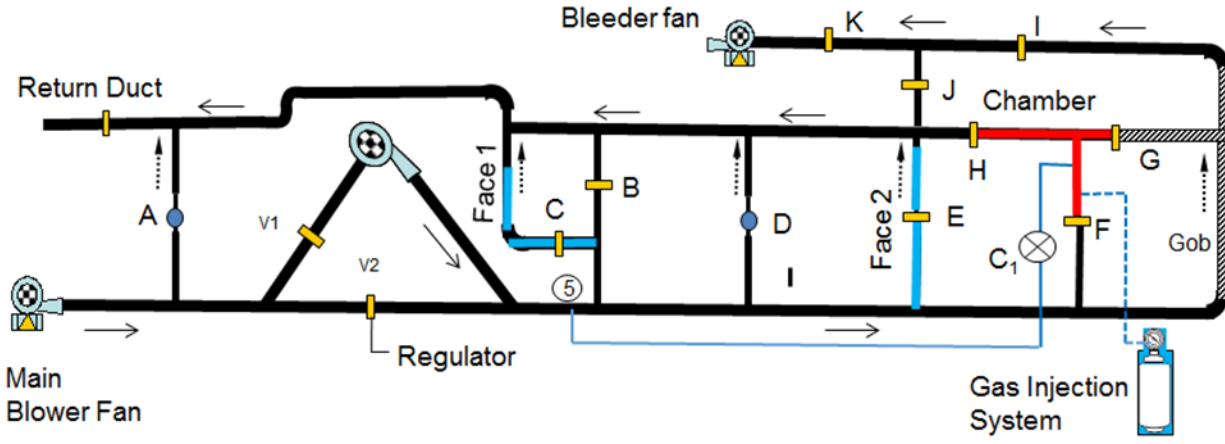 Bleeder fan
K
I
Return Duct
J
Chamber
Face 1
H
G
B
A
V1
C
D
Face 2
E
F
V2
I
C1
Gob
5
Regulator
Main
Blower Fan
Gas Injection
System